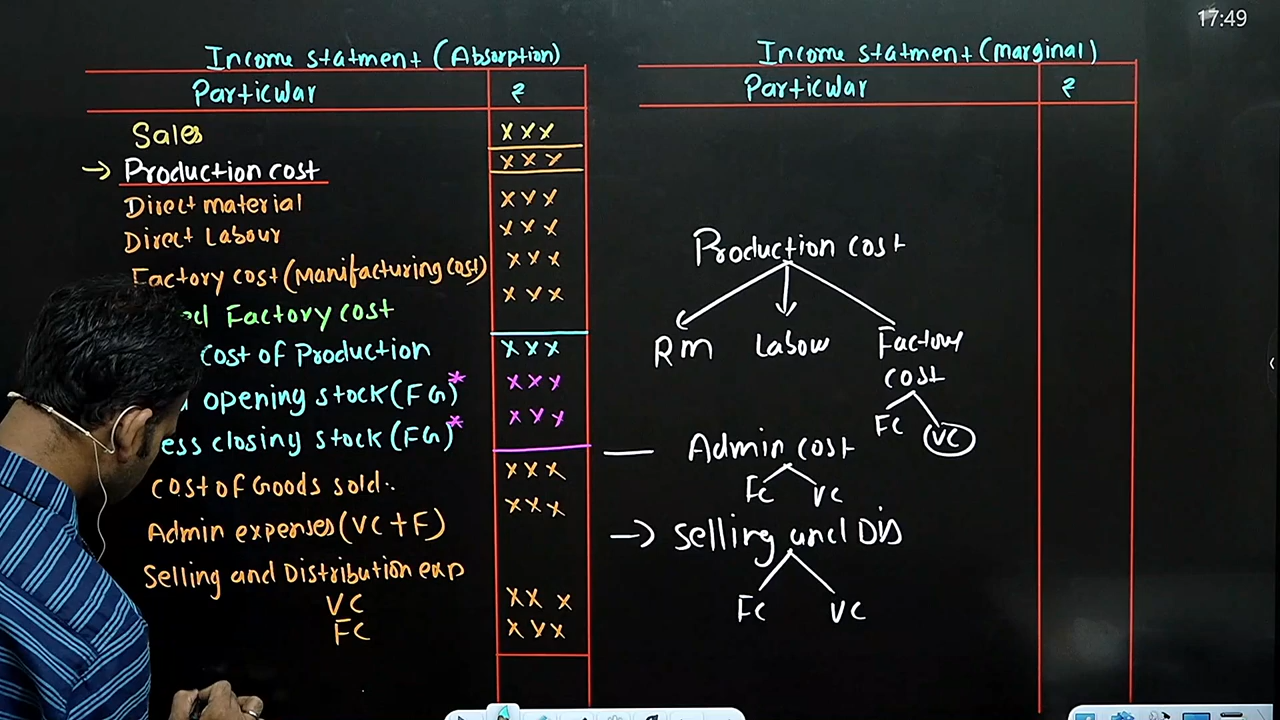 17:49
Income statment (Absorption)
Particular ₹
Sales xxx
→ Production cost xxx
Direct material xxx
Direct Labour xxx
Factory cost (Manifacturing cost) xxx
Factory cost xxx
cost of Production xxx
opening stock (FG)* xxx
ess closing stock (FG)* xxx
cost of Goods sold. xxx
Admin expenses (VC + F) xxx
Selling and Distribution exp
VC xxx
FC xxx
Income statment (marginal)
Particular ₹
Production cost
RM Labour Factory
cost
FC VC
Admin cost
FC VC
→ Selling and Dis
FC VC